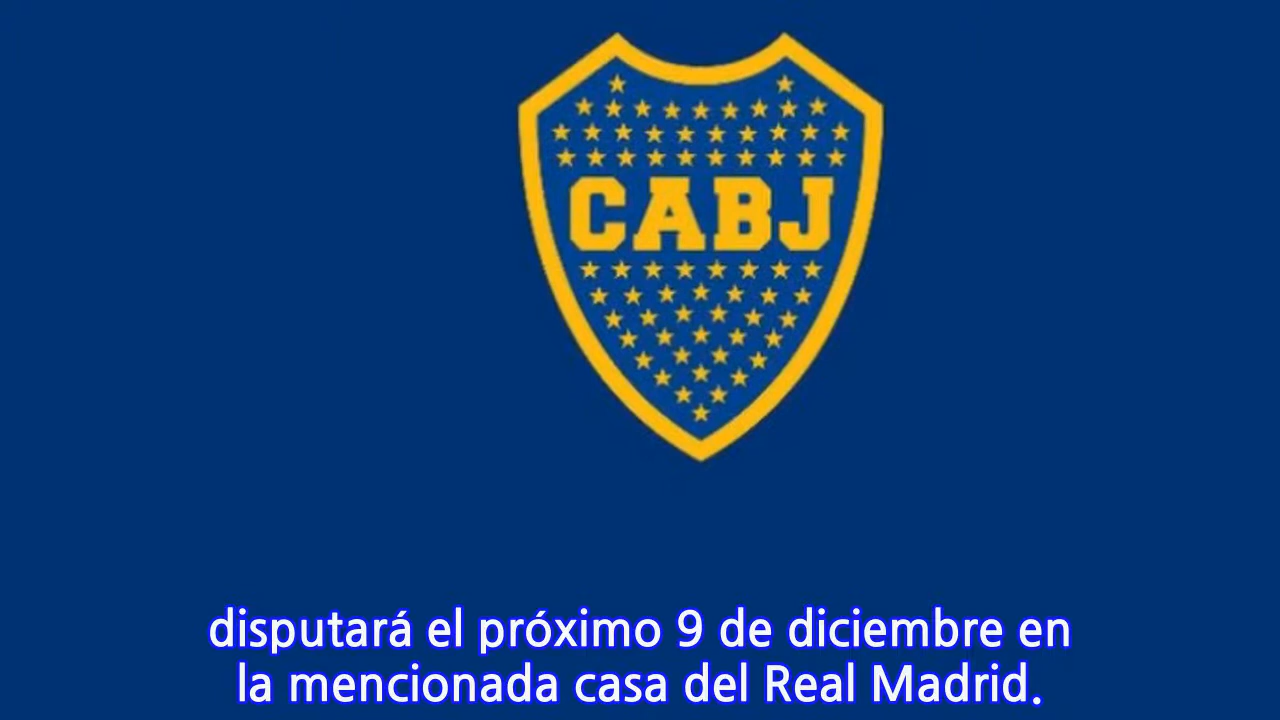 CABJ
disputará el próximo 9 de diciembre en
la mencionada casa del Real Madrid.